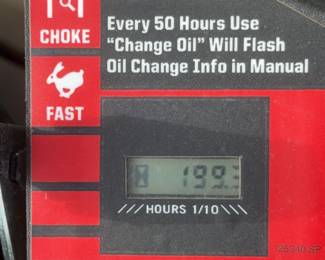 CHOKE
Every 50 Hours Use
“Change Oil” Will Flash
Oil Change Info in Manual
FAST
199.3
///HOURS 1/10\\\